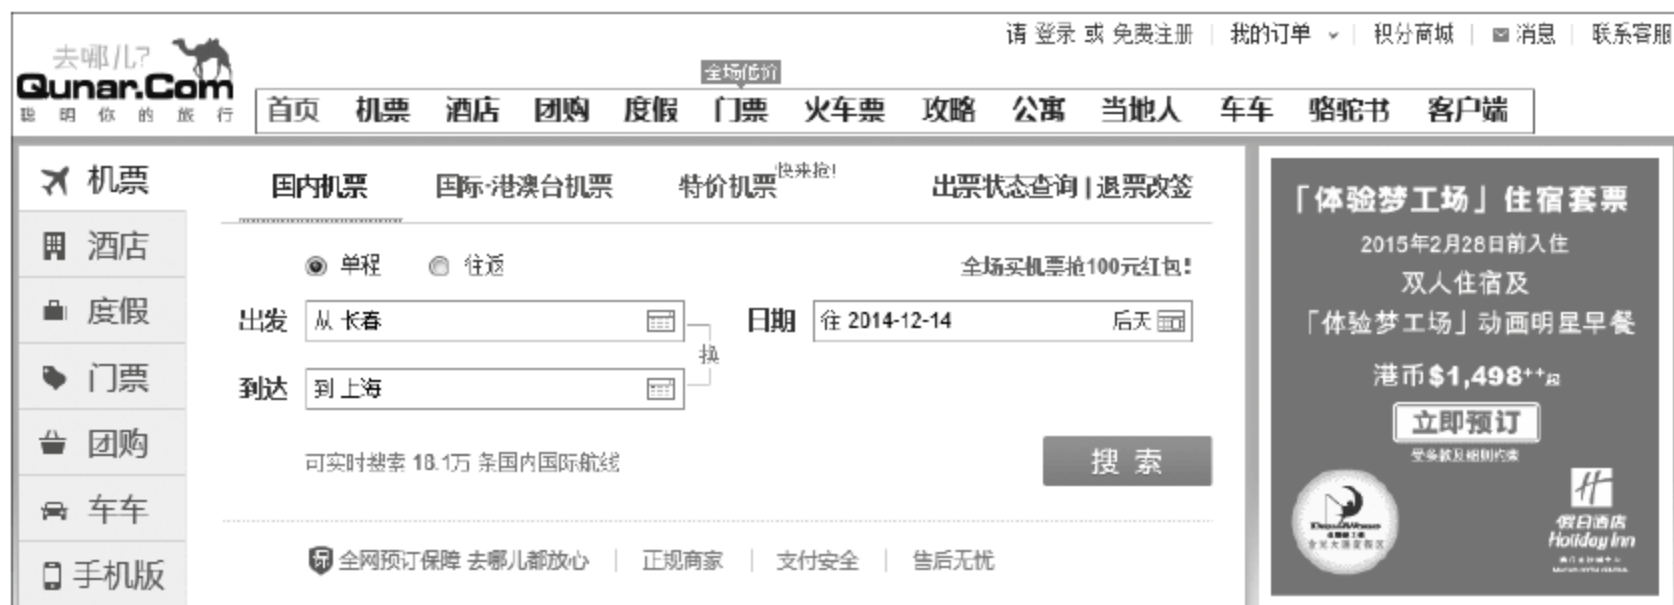 请 登录 或 免费注册 我的订单 积分商城 消息 联系客服
去哪儿?
Qunar.Com
聪明你的旅行
全场低价
首页 机票 酒店 团购 度假 门票 火车票 攻略 公寓 当地人 车车 骆驼书 客户端
机票
酒店
度假
门票
团购
车车
手机版
国内机票 国际·港澳台机票 特价机票 快来抢! 出票状态查询 | 退票改签
单程 往返 全场买机票抢100元红包!
出发 从 长春 日期 往 2014-12-14 后天
换
到达 到 上海
可实时搜索 18.1万 条国内国际航线
搜 索
全网预订保障 去哪儿都放心 正规商家 支付安全 售后无忧
「体验梦工场」住宿套票
2015年2月28日前入住
双人住宿及
「体验梦工场」动画明星早餐
港币$1,498++起
立即预订
受条款及细则约束
假日酒店
Holiday Inn